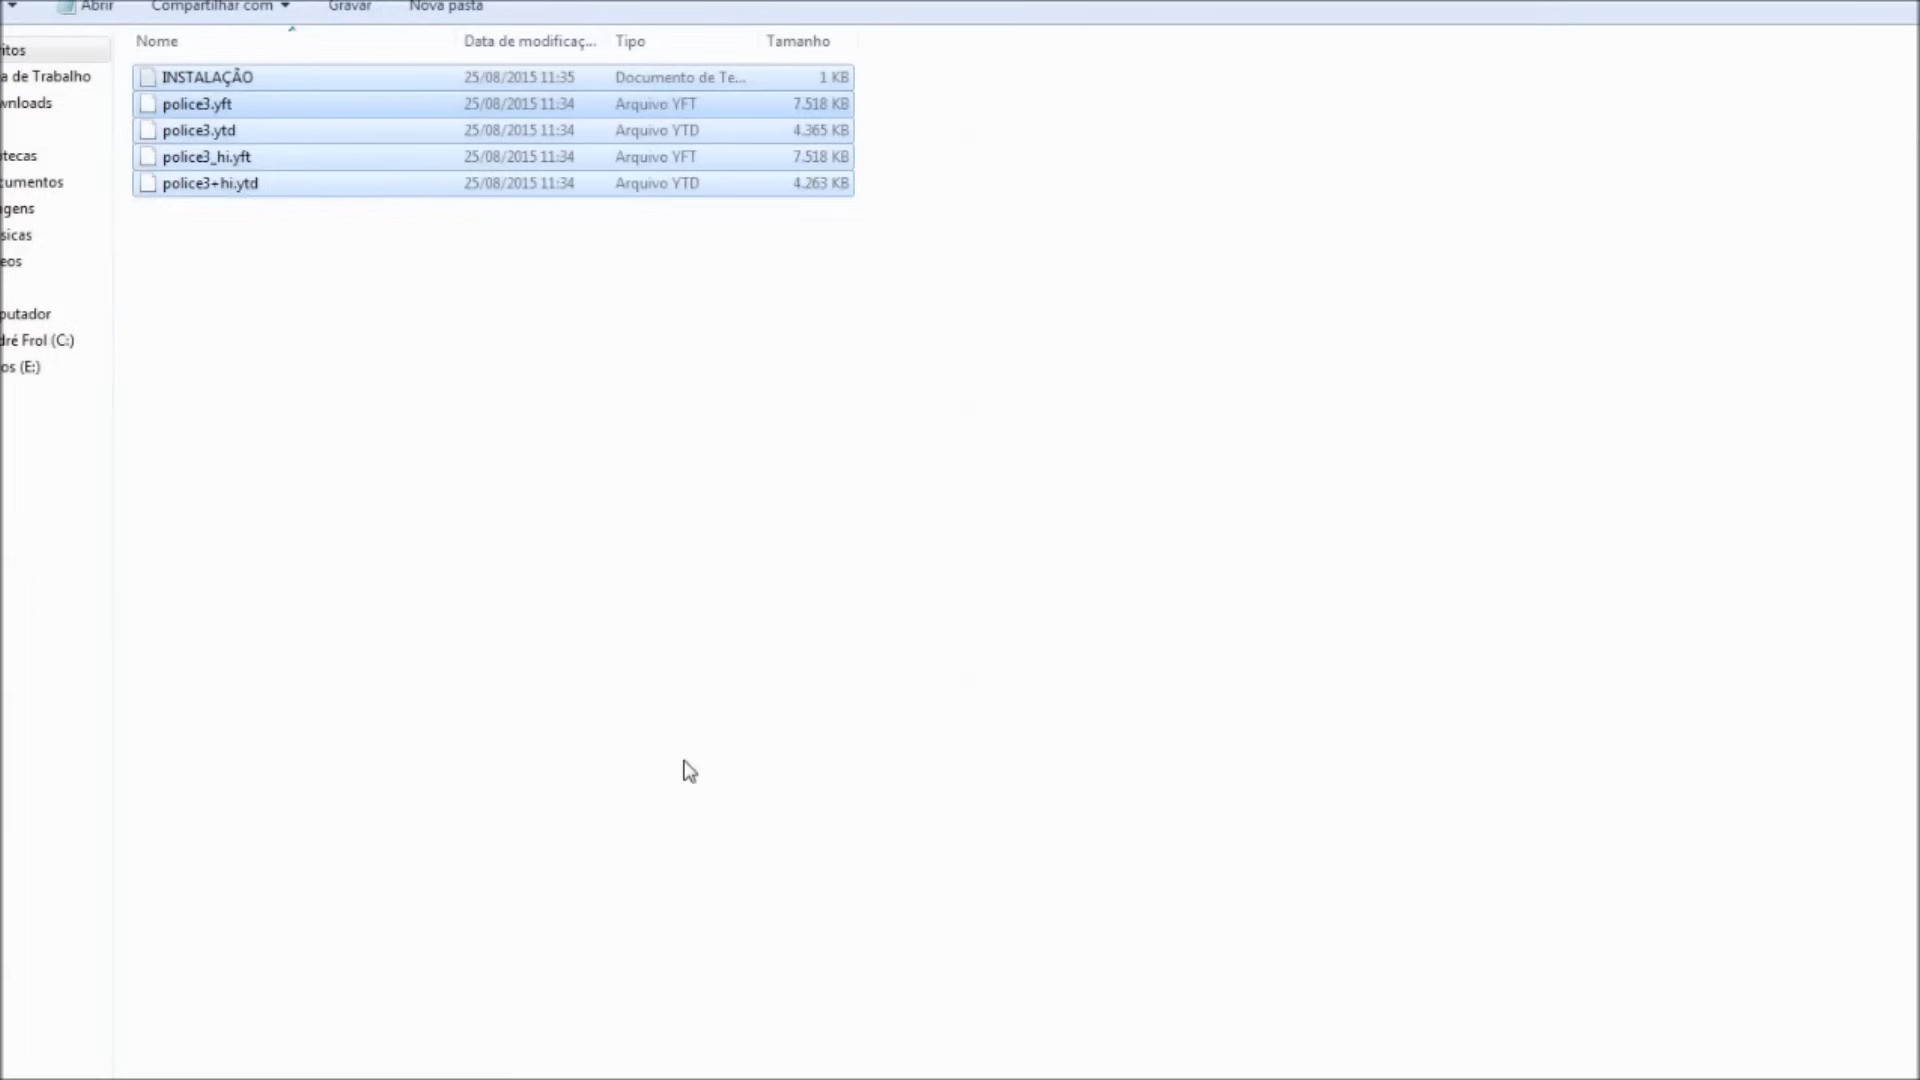 Abrir Compartilhar com Gravar Nova pasta
Nome Data de modificaç... Tipo Tamanho
itos
a de Trabalho
wnloads
tecas
cumentos
gens
sicas
eos
putador
dré Frol (C:)
os (E:)
INSTALAÇÃO 25/08/2015 11:35 Documento de Te... 1 KB
police3.yft 25/08/2015 11:34 Arquivo YFT 7.518 KB
police3.ytd 25/08/2015 11:34 Arquivo YTD 4.365 KB
police3_hi.yft 25/08/2015 11:34 Arquivo YFT 7.518 KB
police3+hi.ytd 25/08/2015 11:34 Arquivo YTD 4.263 KB